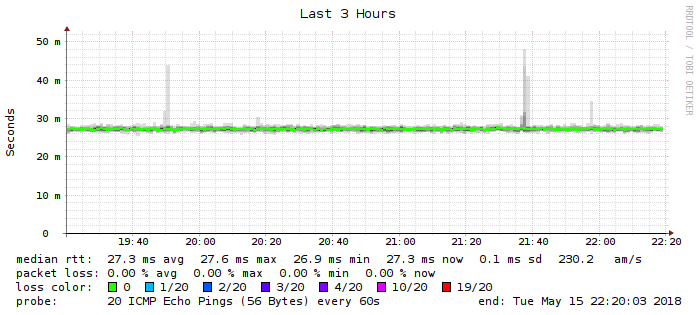 Last 3 Hours
RRDTOOL / TOBI OETIKER
Seconds
50 m
40 m
30 m
20 m
10 m
0
19:40 20:00 20:20 20:40 21:00 21:20 21:40 22:00 22:20
median rtt: 27.3 ms avg 27.6 ms max 26.9 ms min 27.3 ms now 0.1 ms sd 230.2 am/s
packet loss: 0.00 % avg 0.00 % max 0.00 % min 0.00 % now
loss color: 0 1/20 2/20 3/20 4/20 10/20 19/20
probe: 20 ICMP Echo Pings (56 Bytes) every 60s end: Tue May 15 22:20:03 2018